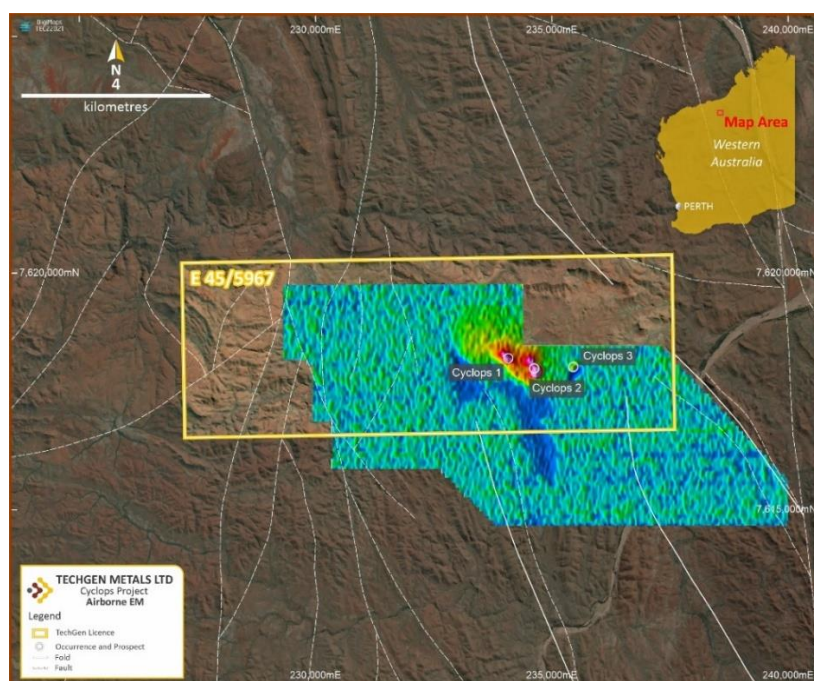 BigMaps
TEC22021
230,000mE
235,000mE
240,000mE
N
4
kilometres
Map Area
Western
Australia
PERTH
7,620,000mN
7,620,000mN
E 45/5967
Cyclops 1
Cyclops 2
Cyclops 3
7,615,000mN
TECHGEN METALS LTD
Cyclops Project
Airborne EM
Legend
TechGen Licence
Occurrence and Prospect
Fold
Fault
230,000mE
235,000mE
240,000mE